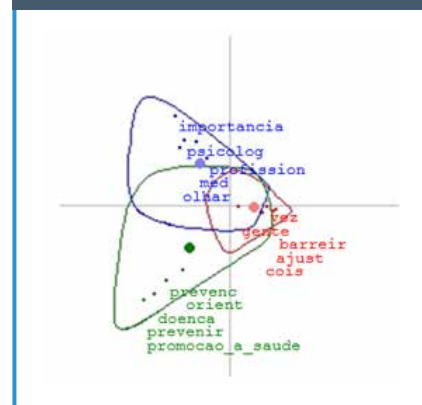 importancia
psicolog
profission
med
olhar
vez
gente
barreir
ajust
cois
prevenc
orient
doenca
prevenir
promocao_a_saude